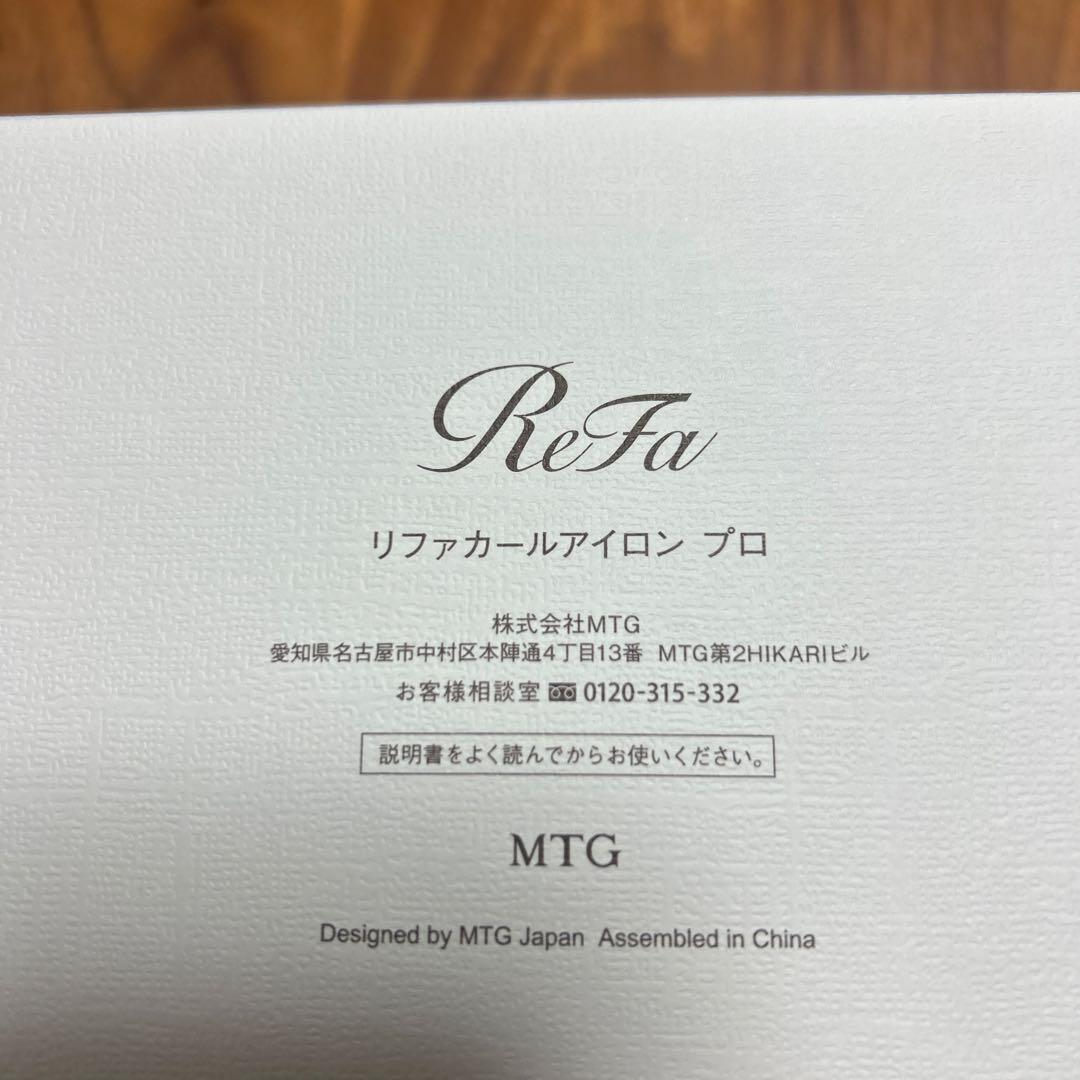 ReFa
リファカールアイロン プロ
株式会社MTG
愛知県名古屋市中村区本陣通4丁目13番 MTG第2HIKARIビル
お客様相談室 0120-315-332
説明書をよく読んでからお使いください。
MTG
Designed by MTG Japan Assembled in China